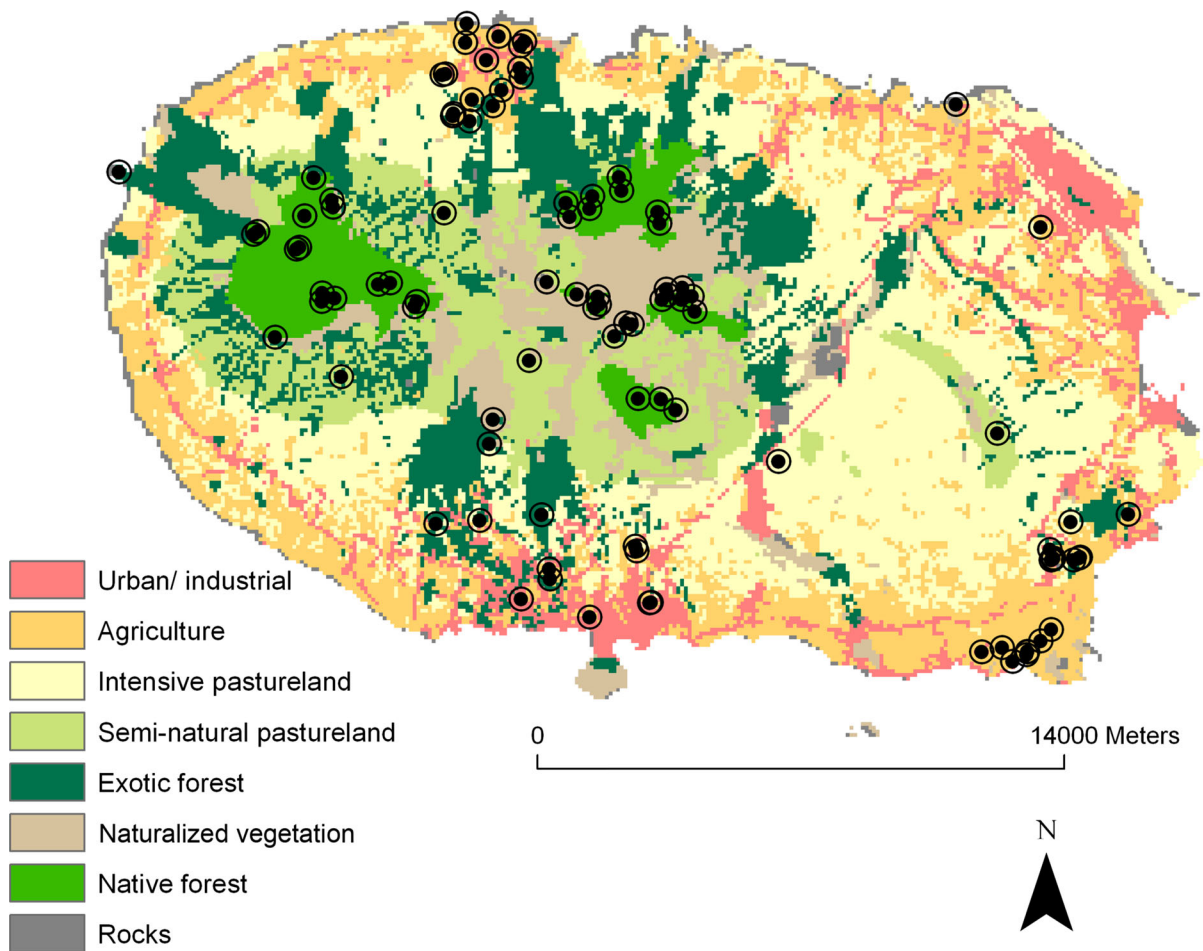 Urban/ industrial
Agriculture
Intensive pastureland
Semi-natural pastureland
Exotic forest
Naturalized vegetation
Native forest
Rocks
0 14000 Meters
N